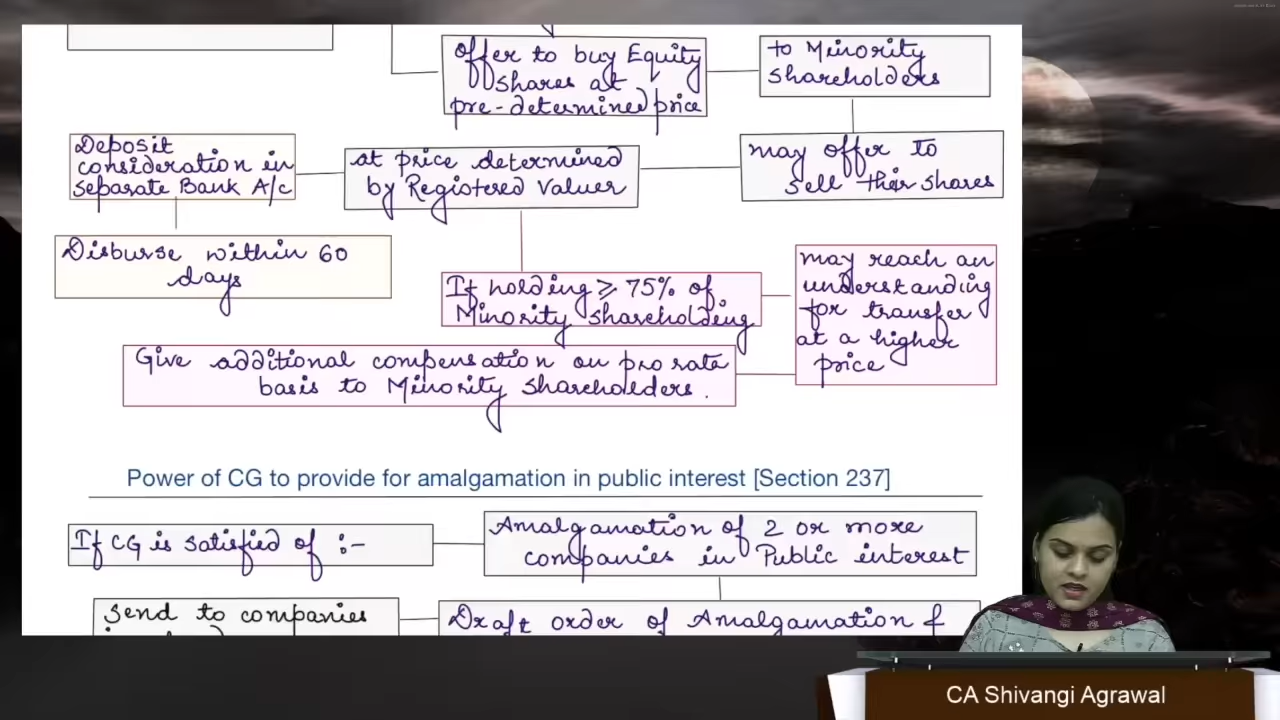 offer to buy Equity
shares at
pre-determined price
to Minority
shareholders
Deposit
consideration in
separate Bank A/c
at price determined
by Registered Valuer
may offer to
sell their shares
Disburse within 60
days
If holding ⩾ 75% of
Minority shareholding
may reach an
understanding
for transfer
at a higher
price
Give additional compensation on pro rata
basis to Minority shareholders.
Power of CG to provide for amalgamation in public interest [Section 237]
If CG is satisfied of :-
Amalgamation of 2 or more
companies in Public interest
Send to companies
Draft order of Amalgamation &
CA Shivangi Agrawal